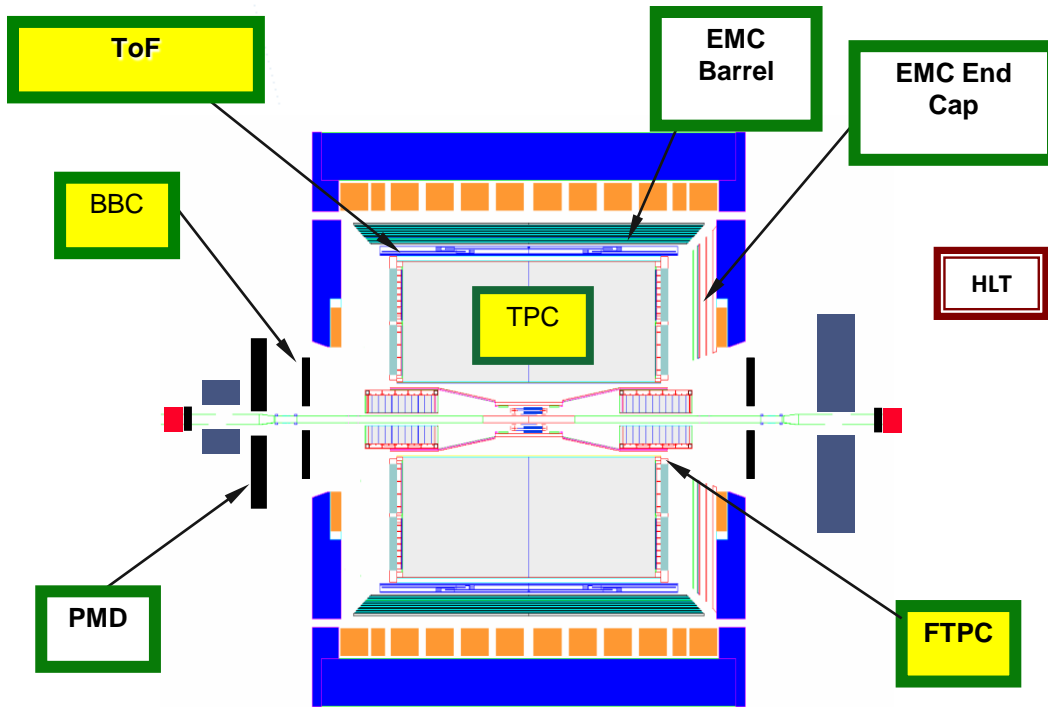 ToF
EMC
Barrel
EMC End
Cap
BBC
HLT
TPC
PMD
FTPC